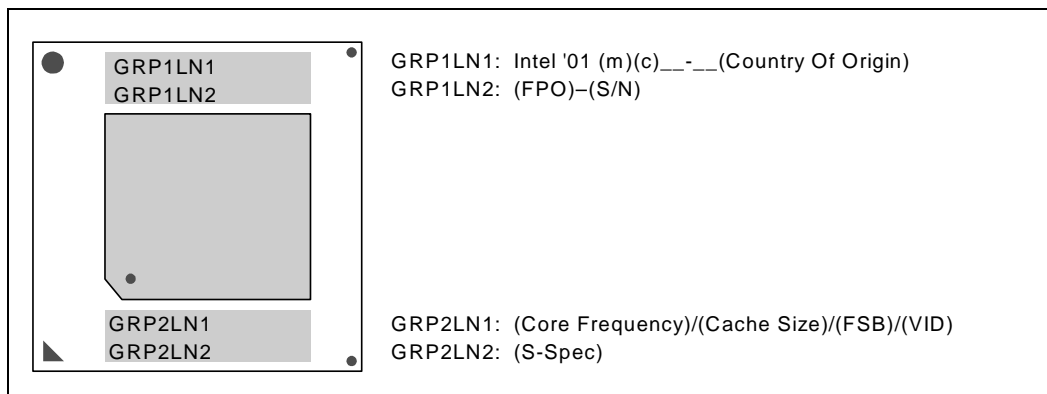 GRP1LN1
GRP1LN2
GRP1LN1: Intel '01 (m)(c)__-__(Country Of Origin)
GRP1LN2: (FPO)–(S/N)
GRP2LN1
GRP2LN2
GRP2LN1: (Core Frequency)/(Cache Size)/(FSB)/(VID)
GRP2LN2: (S-Spec)